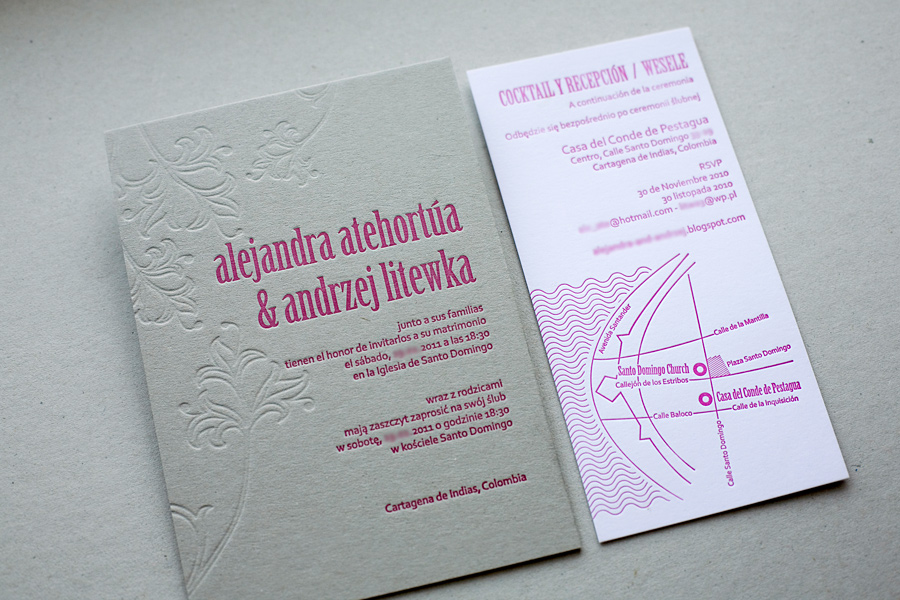 alejandra atehortúa
& andrzej litewka
junto a sus familias
tienen el honor de invitarlos a su matrimonio
el sábado, 2011 a las 18:30
en la Iglesia de Santo Domingo
wraz z rodzicami
mają zaszczyt zaprosić na swój ślub
w sobotę, 2011 o godzinie 18:30
w kościele Santo Domingo
Cartagena de Indias, Colombia
COCKTAIL Y RECEPCIÓN / WESELE
A continuación de la ceremonia
Odbędzie się bezpośrednio po ceremonii ślubnej
Casa del Conde de Pestagua
Centro, Calle Santo Domingo
Cartagena de Indias, Colombia
RSVP
30 de Noviembre 2010
30 listopada 2010
@hotmail.com - @wp.pl
.blogspot.com
Avenida Santander
Calle de la Mantilla
Plaza Santo Domingo
Santo Domingo Church
Callejón de los Estribos
Casa del Conde de Pestagua
Calle Baloco
Calle de la Inquisición
Calle Santo Domingo